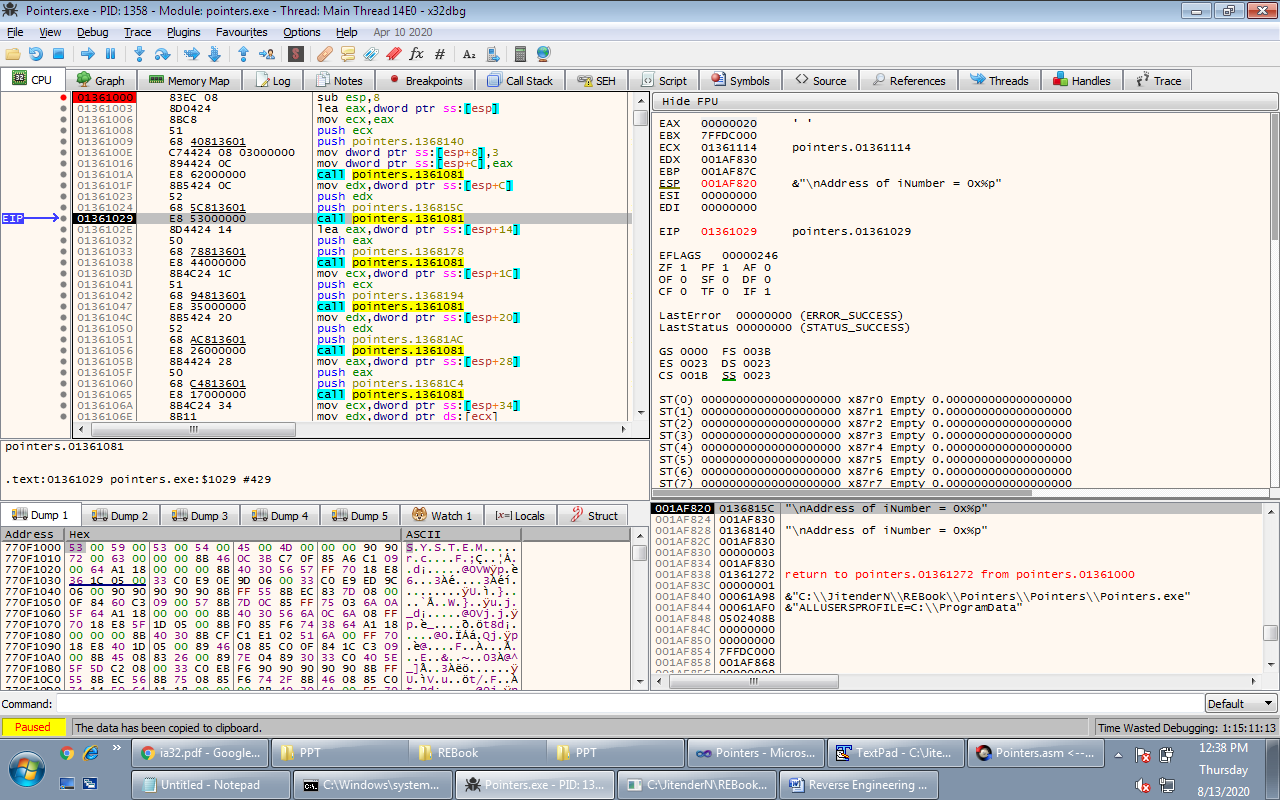 Pointers.exe - PID: 1358 - Module: pointers.exe - Thread: Main Thread 14E0 - x32dbg
File View Debug Trace Plugins Favourites Options Help Apr 10 2020
CPU Graph Memory Map Log Notes Breakpoints Call Stack SEH Script Symbols Source References Threads Handles Trace
01361000 83EC 08 sub esp,8
01361003 8D0424 lea eax,dword ptr ss:[esp]
01361006 8BC8 mov ecx,eax
01361008 51 push ecx
01361009 68 40813601 push pointers.1368140
0136100E C74424 08 03000000 mov dword ptr ss:[esp+8],3
01361016 894424 0C mov dword ptr ss:[esp+C],eax
0136101A E8 62000000 call pointers.1361081
0136101F 8B5424 0C mov edx,dword ptr ss:[esp+C]
01361023 52 push edx
01361024 68 5C813601 push pointers.136815C
EIP 01361029 E8 53000000 call pointers.1361081
0136102E 8D4424 14 lea eax,dword ptr ss:[esp+14]
01361032 50 push eax
01361033 68 78813601 push pointers.1368178
01361038 E8 44000000 call pointers.1361081
0136103D 8B4C24 1C mov ecx,dword ptr ss:[esp+1C]
01361041 51 push ecx
01361042 68 94813601 push pointers.1368194
01361047 E8 35000000 call pointers.1361081
0136104C 8B5424 20 mov edx,dword ptr ss:[esp+20]
01361050 52 push edx
01361051 68 AC813601 push pointers.13681AC
01361056 E8 26000000 call pointers.1361081
0136105B 8B4424 28 mov eax,dword ptr ss:[esp+28]
0136105F 50 push eax
01361060 68 C4813601 push pointers.13681C4
01361065 E8 17000000 call pointers.1361081
0136106A 8B4C24 34 mov ecx,dword ptr ss:[esp+34]
0136106E 8B11 mov edx,dword ptr ds:[ecx]
pointers.01361081
.text:01361029 pointers.exe:$1029 #429
Hide FPU
EAX 00000020 ' '
EBX 7FFDC000
ECX 01361114 pointers.01361114
EDX 001AF830
EBP 001AF87C
ESP 001AF820 &"\nAddress of iNumber = 0x%p"
ESI 00000000
EDI 00000000
EIP 01361029 pointers.01361029
EFLAGS 00000246
ZF 1 PF 1 AF 0
OF 0 SF 0 DF 0
CF 0 TF 0 IF 1
LastError 00000000 (ERROR_SUCCESS)
LastStatus 00000000 (STATUS_SUCCESS)
GS 0000 FS 003B
ES 0023 DS 0023
CS 001B SS 0023
ST(0) 00000000000000000000 x87r0 Empty 0.000000000000000000
ST(1) 00000000000000000000 x87r1 Empty 0.000000000000000000
ST(2) 00000000000000000000 x87r2 Empty 0.000000000000000000
ST(3) 00000000000000000000 x87r3 Empty 0.000000000000000000
ST(4) 00000000000000000000 x87r4 Empty 0.000000000000000000
ST(5) 00000000000000000000 x87r5 Empty 0.000000000000000000
ST(6) 00000000000000000000 x87r6 Empty 0.000000000000000000
ST(7) 00000000000000000000 x87r7 Empty 0.000000000000000000
Dump 1 Dump 2 Dump 3 Dump 4 Dump 5 Watch 1 Locals Struct
Address Hex ASCII
770F1000 53 00 59 00 53 00 54 00 45 00 4D 00 00 00 90 90 S.Y.S.T.E.M.....
770F1010 72 00 63 00 00 00 8B 46 0C 3B C7 0F 85 A6 C1 09
770F1020 00 64 A1 18 00 00 00 8B 40 30 56 57 FF 70 18 E8
770F1030 36 1C 05 00 33 C0 E9 0E 9D 06 00 33 C0 E9 ED 9C
770F1040 06 00 90 90 90 90 90 8B FF 55 8B EC 83 7D 08 00
770F1050 0F 84 60 C3 09 00 57 8B 7D 0C 85 FF 75 03 6A 0A
770F1060 5F 64 A1 18 00 00 00 8B 40 30 56 6A 0C 6A 08 FF
770F1070 70 18 E8 5F 1D 05 00 8B F0 85 F6 74 38 64 A1 18
770F1080 00 00 00 8B 40 30 8B CF C1 E1 02 51 6A 00 FF 70
770F1090 18 E8 40 1D 05 00 89 46 08 85 C0 0F 84 1C C3 09
770F10A0 00 8B 45 08 83 26 00 89 7E 04 89 30 33 C0 40 5E
770F10B0 5F 5D C2 08 00 33 C0 EB F6 90 90 90 90 90 8B FF
770F10C0 55 8B EC 56 8B 75 08 85 F6 74 2F 8B 46 08 85 C0
001AF820 0136815C "\nAddress of iNumber = 0x%p"
001AF824 001AF830
001AF828 01368140 "\nAddress of iNumber = 0x%p"
001AF82C 001AF830
001AF830 00000003
001AF834 001AF830
001AF838 01361272 return to pointers.01361272 from pointers.01361000
001AF83C 00000001
001AF840 00061A98 &"C:\\JitenderN\\REBook\\Pointers\\Pointers\\Pointers.exe"
001AF844 00061AF0 &"ALLUSERSPROFILE=C:\\ProgramData"
001AF848 0502408B
001AF84C 00000000
001AF850 00000000
001AF854 7FFDC000
001AF858 001AF868
Command: Default
Paused The data has been copied to clipboard. Time Wasted Debugging: 1:15:11:13
ia32.pdf - Google... PPT REBook PPT Pointers - Micros... TextPad - C:\Jite... Pointers.asm <--...
Untitled - Notepad C:\Windows\system... Pointers.exe - PID: 13... C:\JitenderN\REBook... Reverse Engineering ...
12:38 PM
Thursday
8/13/2020